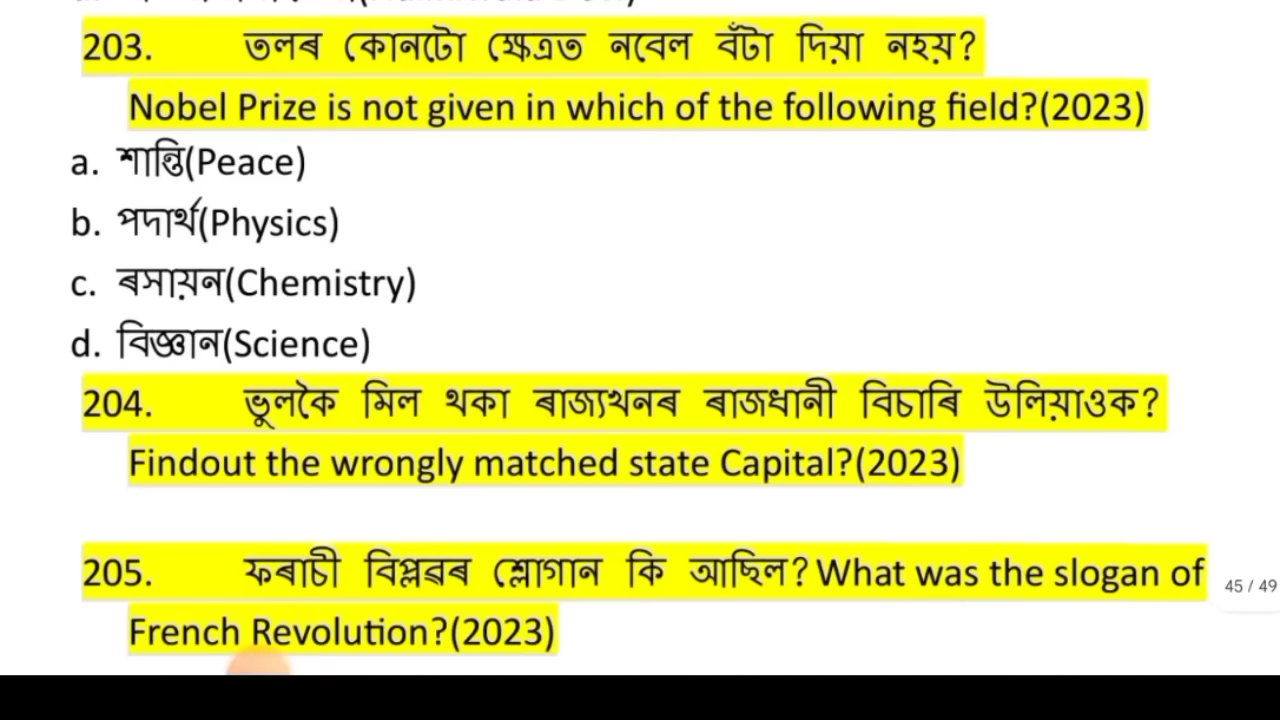 203. তলৰ কোনটো ক্ষেত্ৰত নবেল বঁটা দিয়া নহয়?
Nobel Prize is not given in which of the following field?(2023)
a. শান্তি(Peace)
b. পদাৰ্থ(Physics)
c. ৰসায়ন(Chemistry)
d. বিজ্ঞান(Science)
204. ভুলকৈ মিল থকা ৰাজ্যখনৰ ৰাজধানী বিচাৰি উলিয়াওক?
Findout the wrongly matched state Capital?(2023)
205. ফৰাচী বিপ্লৱৰ শ্লোগান কি আছিল? What was the slogan of
45 / 49
French Revolution?(2023)